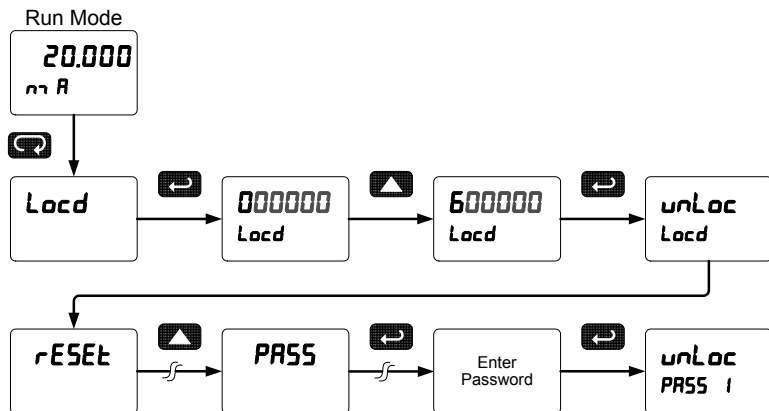 Run Mode
20.000
mA
Locd
000000
Locd
600000
Locd
unLoc
Locd
rESEt
PASS
Enter
Password
unLoc
PASS 1